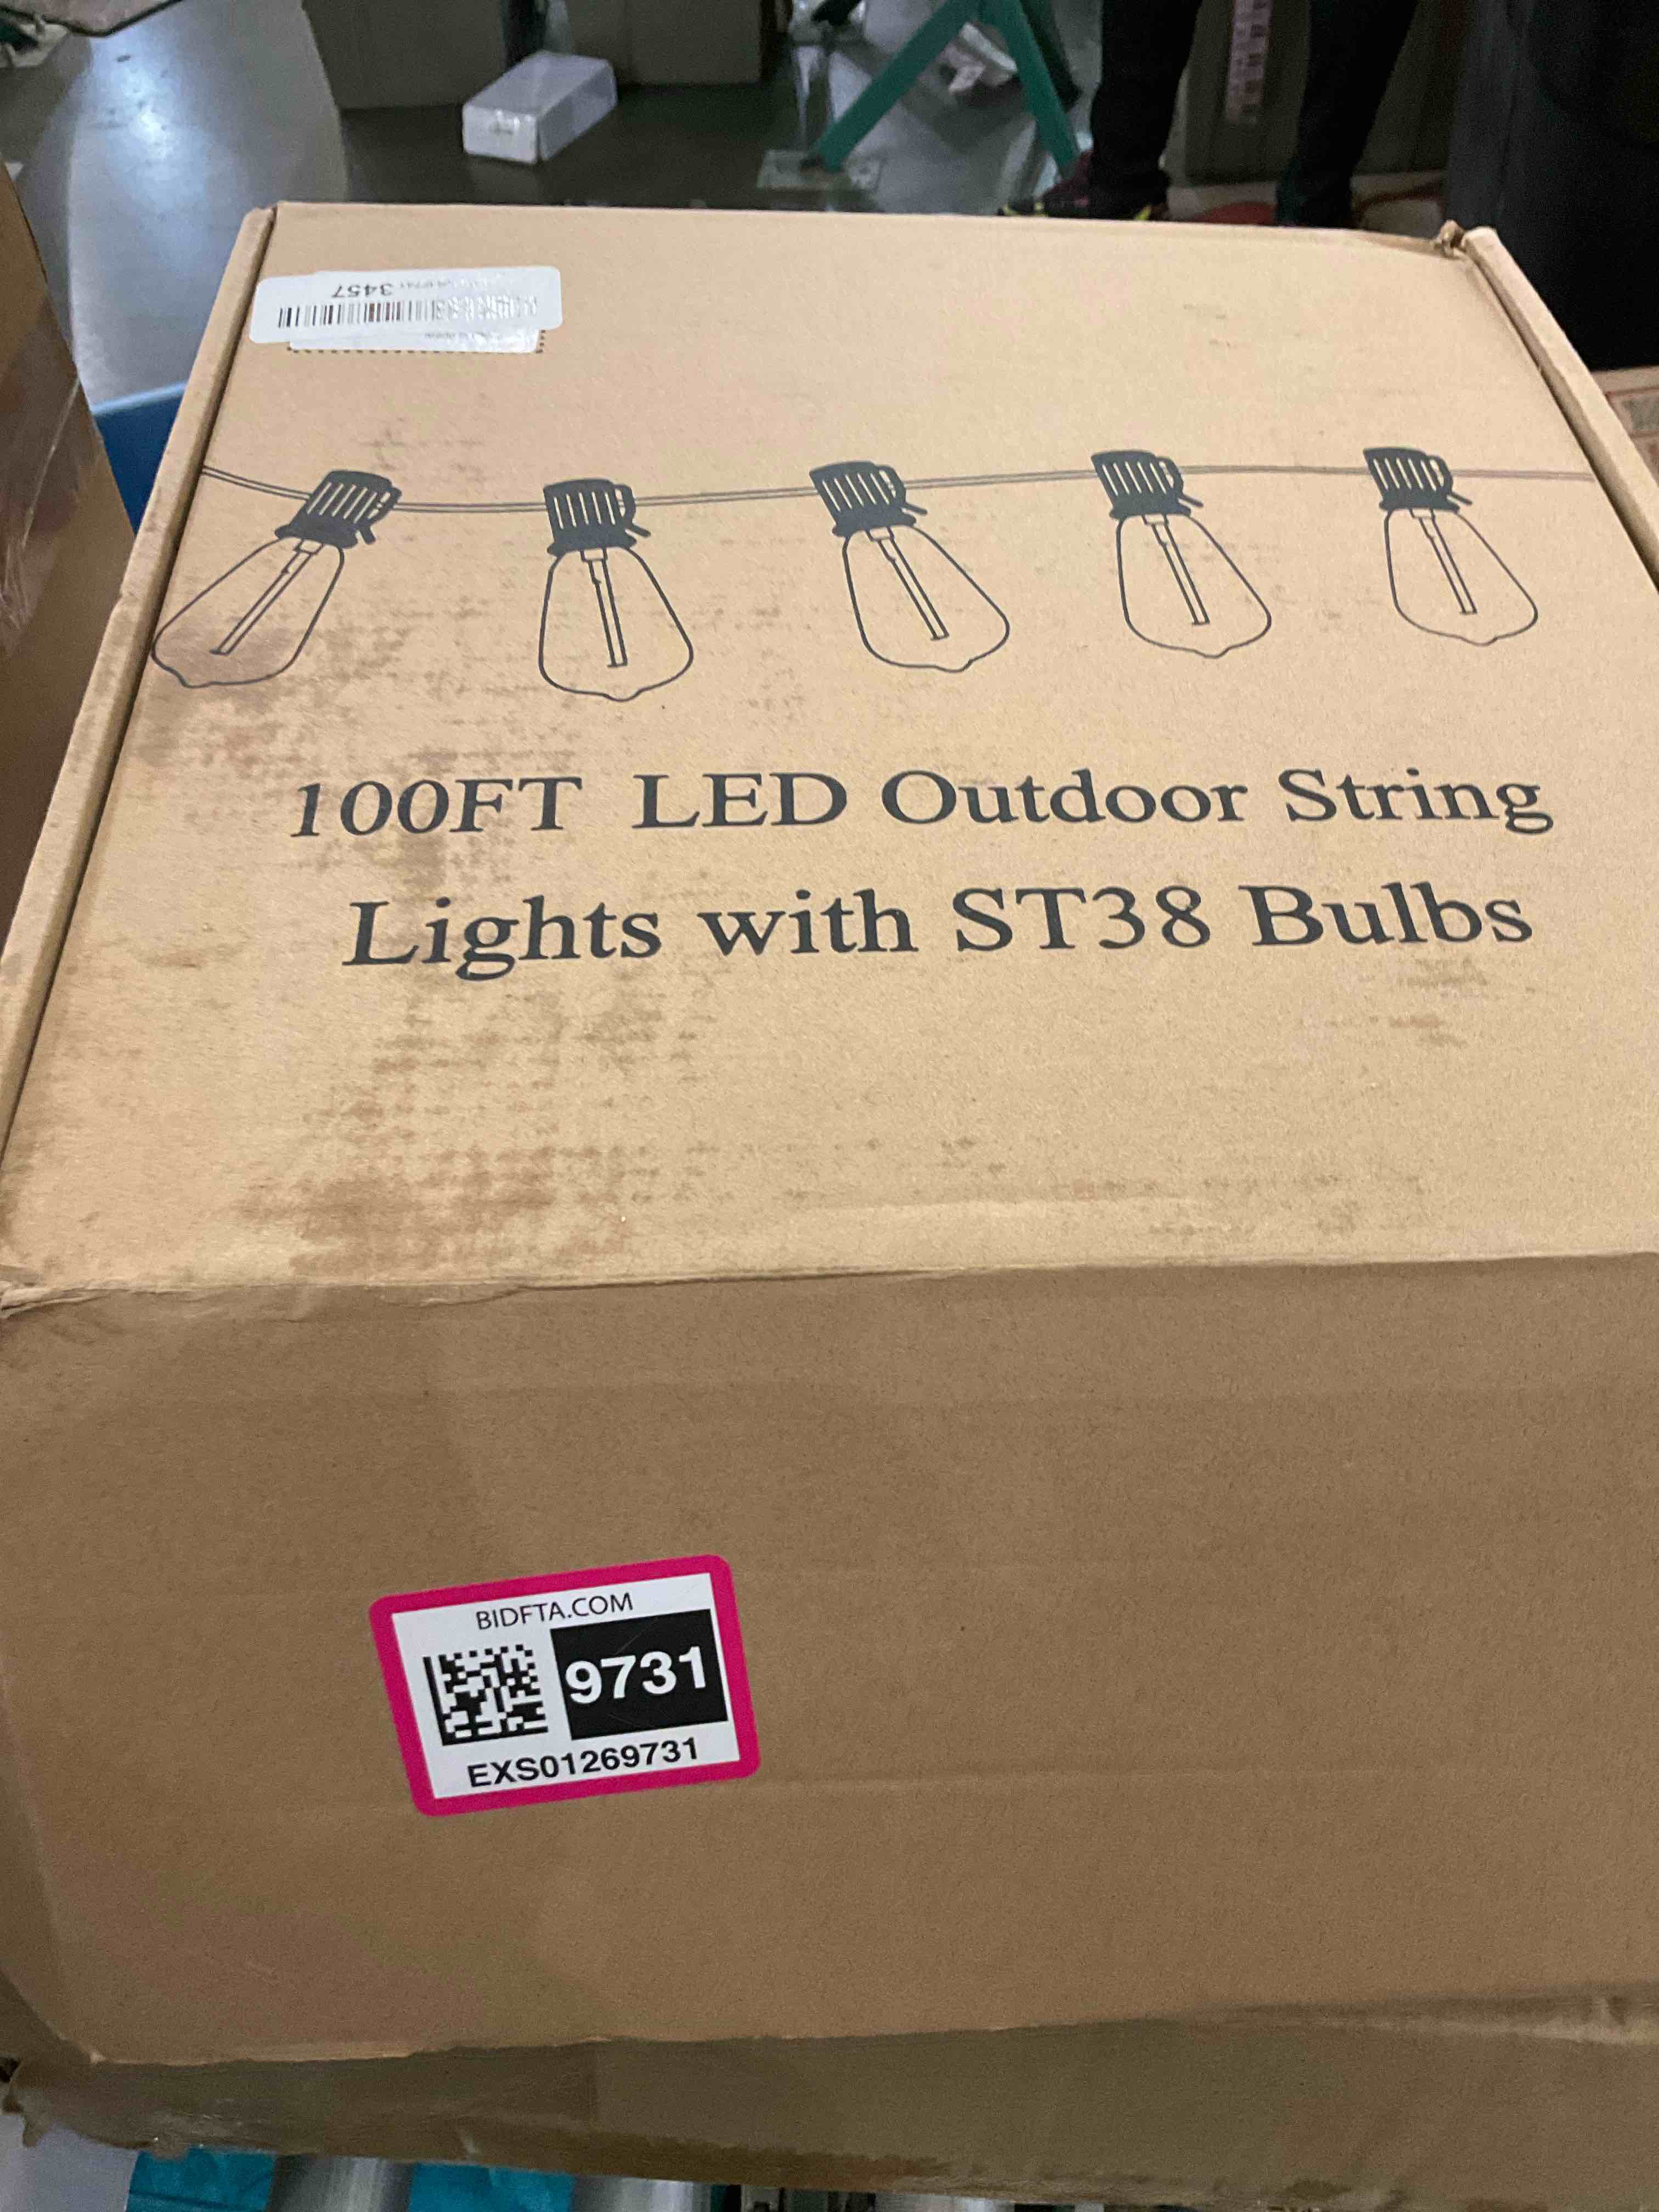 3457
100FT LED Outdoor String
Lights with ST38 Bulbs
BIDFTA.COM
9731
EXS01269731